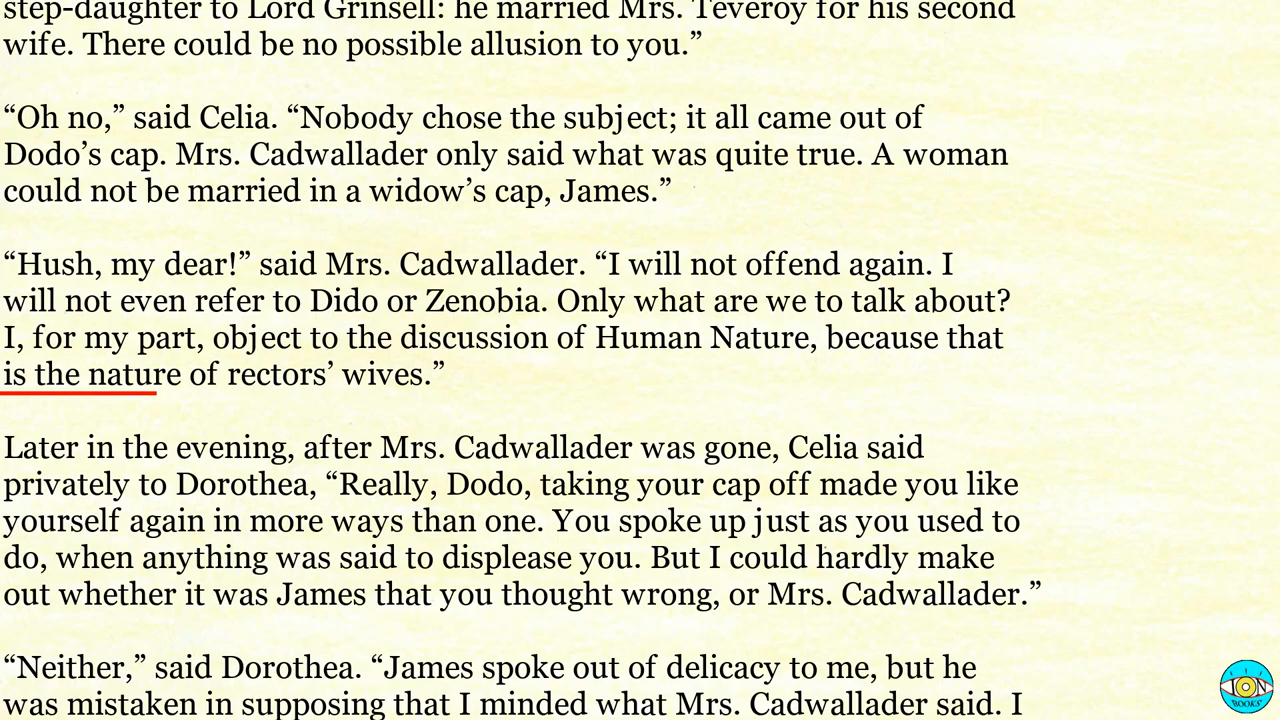 step-daughter to Lord Grinsell: he married Mrs. Teveroy for his second
wife. There could be no possible allusion to you.”
“Oh no,” said Celia. “Nobody chose the subject; it all came out of
Dodo’s cap. Mrs. Cadwallader only said what was quite true. A woman
could not be married in a widow’s cap, James.”
“Hush, my dear!” said Mrs. Cadwallader. “I will not offend again. I
will not even refer to Dido or Zenobia. Only what are we to talk about?
I, for my part, object to the discussion of Human Nature, because that
is the nature of rectors’ wives.”
Later in the evening, after Mrs. Cadwallader was gone, Celia said
privately to Dorothea, “Really, Dodo, taking your cap off made you like
yourself again in more ways than one. You spoke up just as you used to
do, when anything was said to displease you. But I could hardly make
out whether it was James that you thought wrong, or Mrs. Cadwallader.”
“Neither,” said Dorothea. “James spoke out of delicacy to me, but he
was mistaken in supposing that I minded what Mrs. Cadwallader said. I
ION
BOOKS